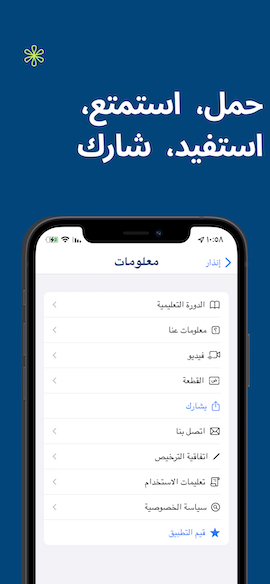 حمل، استمتع،
استفيد، شارك
١٠:٥٨
إنذار
معلومات
الدورة التعليمية
معلومات عنا
فيديو
القطعة
يشارك
اتصل بنا
اتفاقية الترخيص
تعليمات الاستخدام
سياسة الخصوصية
قيم التطبيق